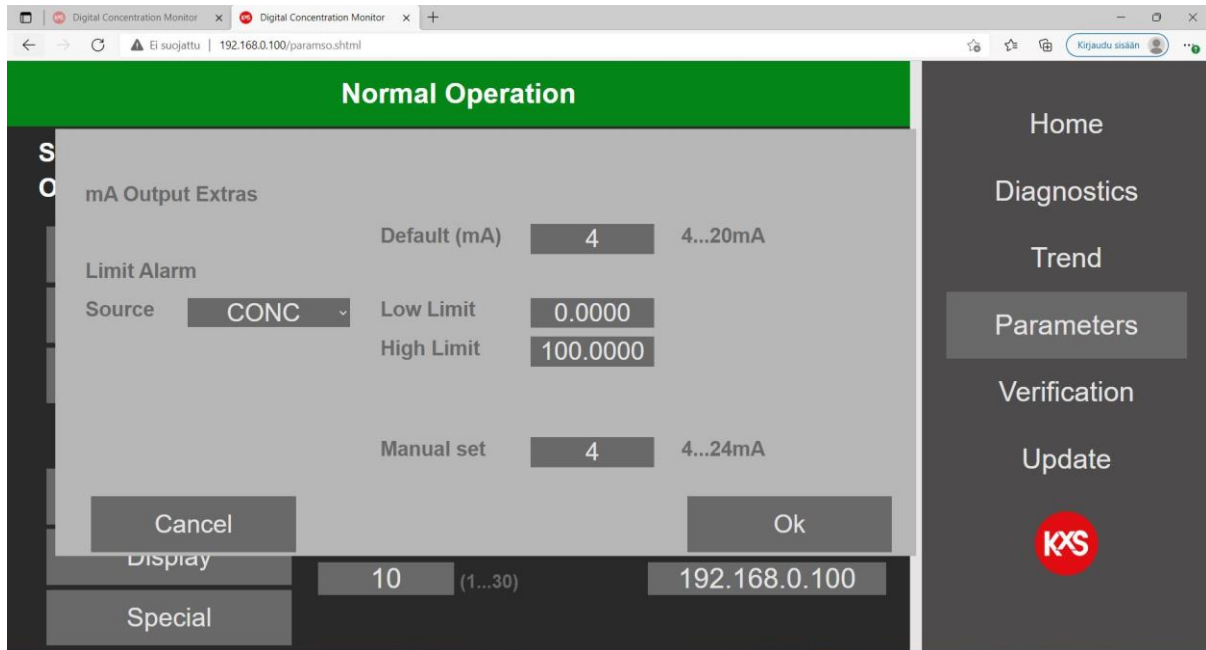 Digital Concentration Monitor
Digital Concentration Monitor
Ei suojattu | 192.168.0.100/paramso.shtml
Kirjaudu sisään
Normal Operation
S
O
mA Output Extras
Default (mA) 4 4...20mA
Limit Alarm
Source CONC Low Limit 0.0000
High Limit 100.0000
Manual set 4 4...24mA
Cancel Ok
Display
10 (1...30) 192.168.0.100
Special
Home
Diagnostics
Trend
Parameters
Verification
Update
KXS